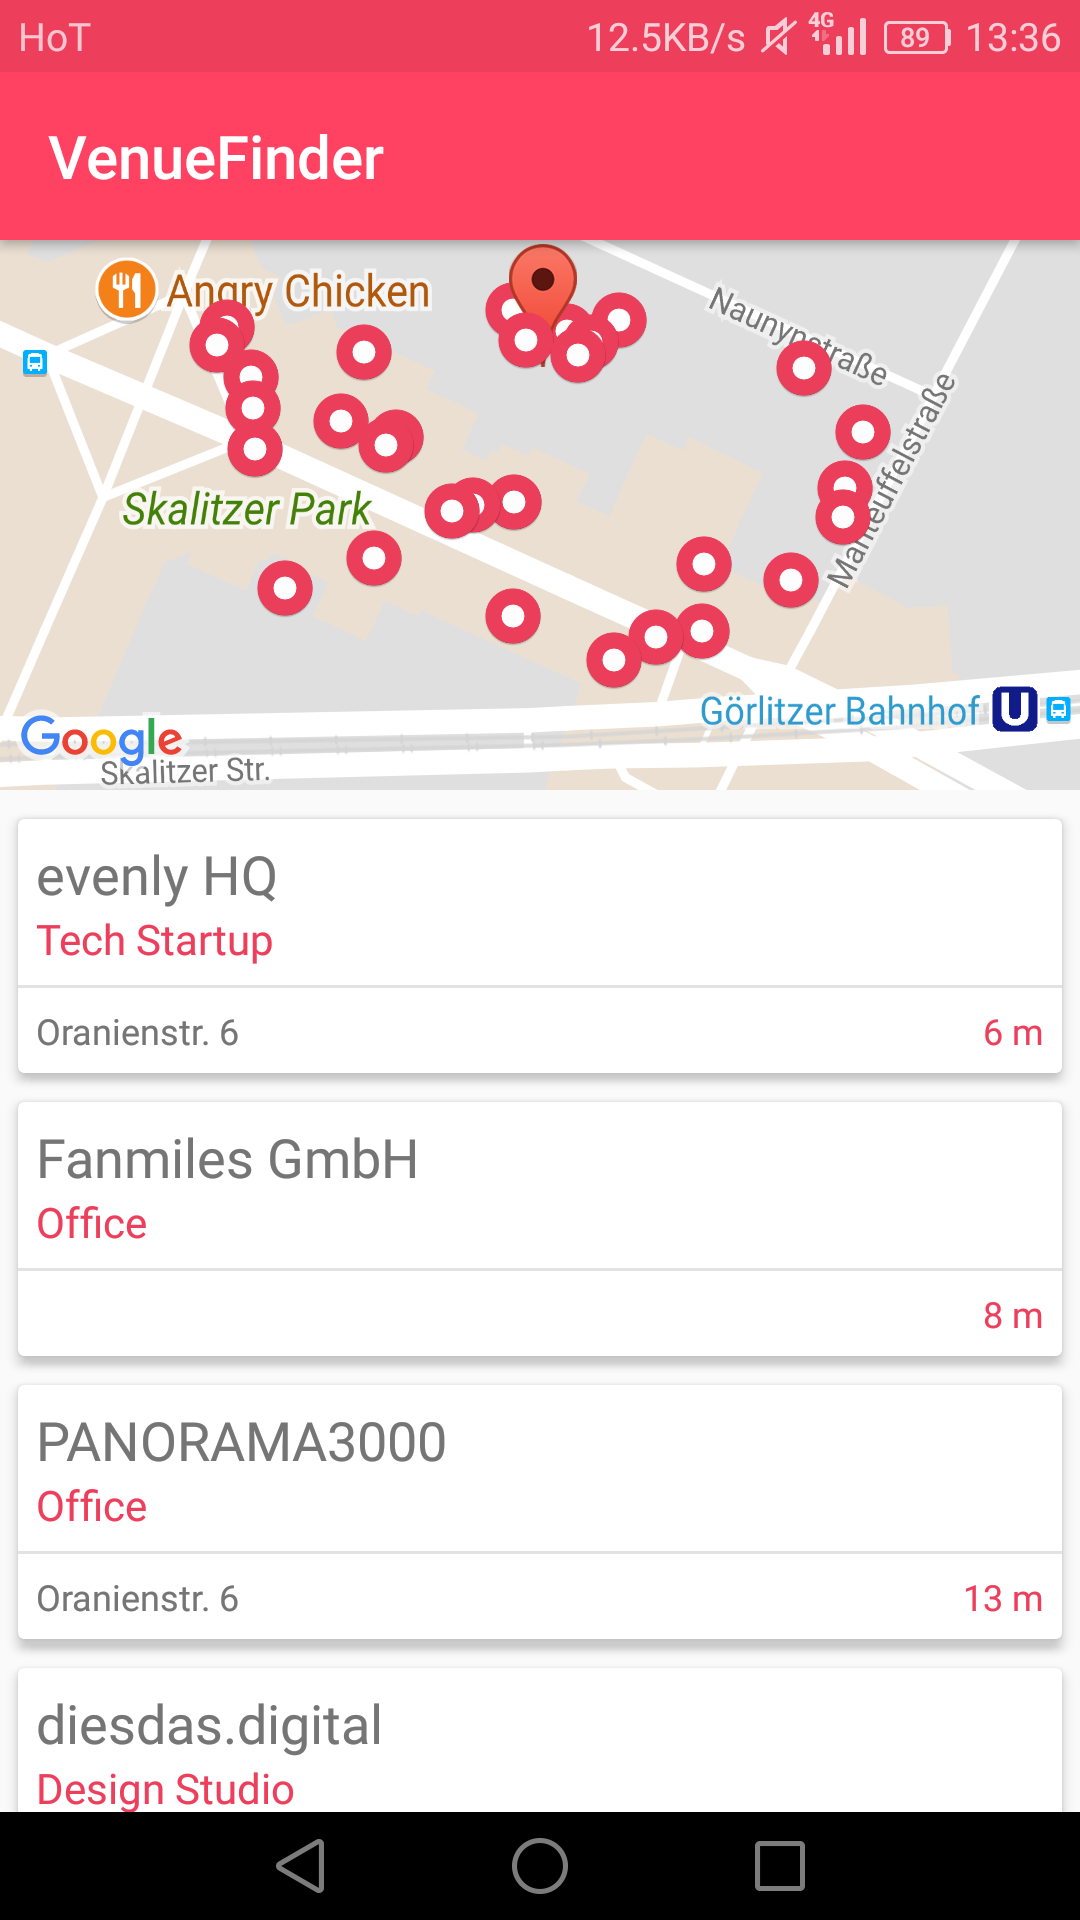 HoT 12.5KB/s 4G 89 13:36
VenueFinder
Angry Chicken
Naunynstraße
Manteuffelstraße
Skalitzer Park
Görlitzer Bahnhof U
Google
Skalitzer Str.
evenly HQ
Tech Startup
Oranienstr. 6 6 m
Fanmiles GmbH
Office
8 m
PANORAMA3000
Office
Oranienstr. 6 13 m
diesdas.digital
Design Studio